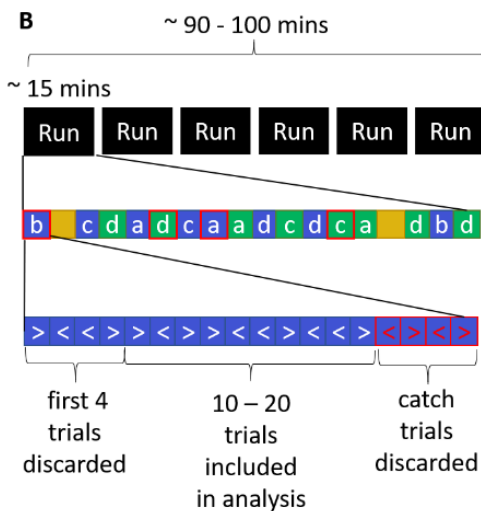 B
~ 90 - 100 mins
~ 15 mins
Run Run Run Run Run Run
b c d a d c a a d c d c a d b d
> < < > < > < >
first 4 10 – 20 catch
trials trials trials
discarded included discarded
in analysis